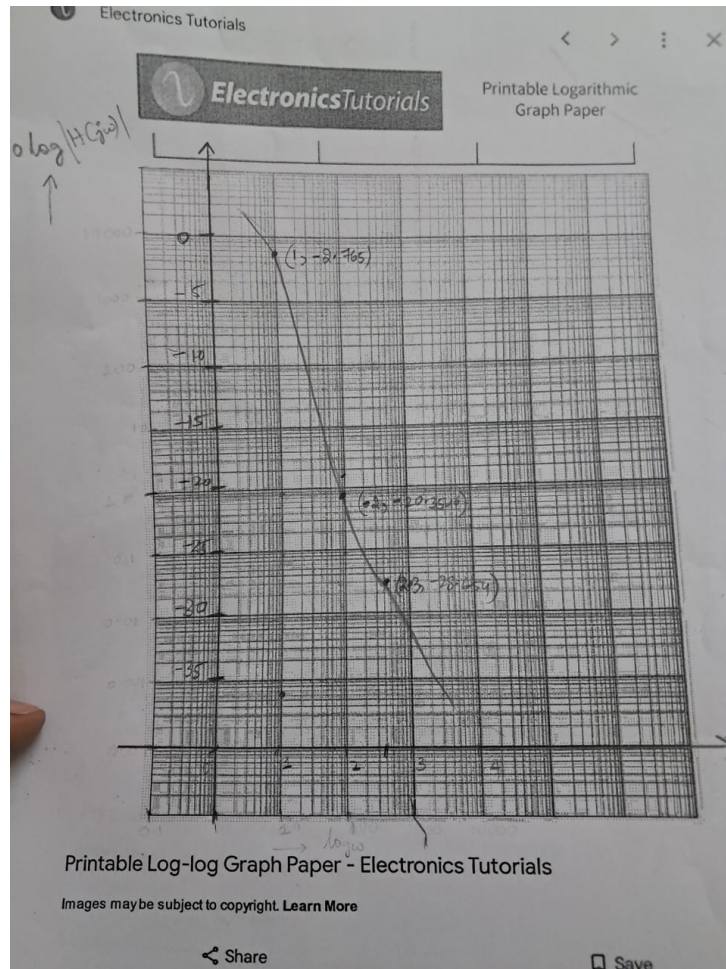 Electronics Tutorials
ElectronicsTutorials
Printable Logarithmic
Graph Paper
log|H(jω)|
0
(1, -2.765)
-5
-10
-15
-20
-25
-30
-35
1
2
3
4
logω
Printable Log-log Graph Paper - Electronics Tutorials
Images may be subject to copyright. Learn More
Share
Save